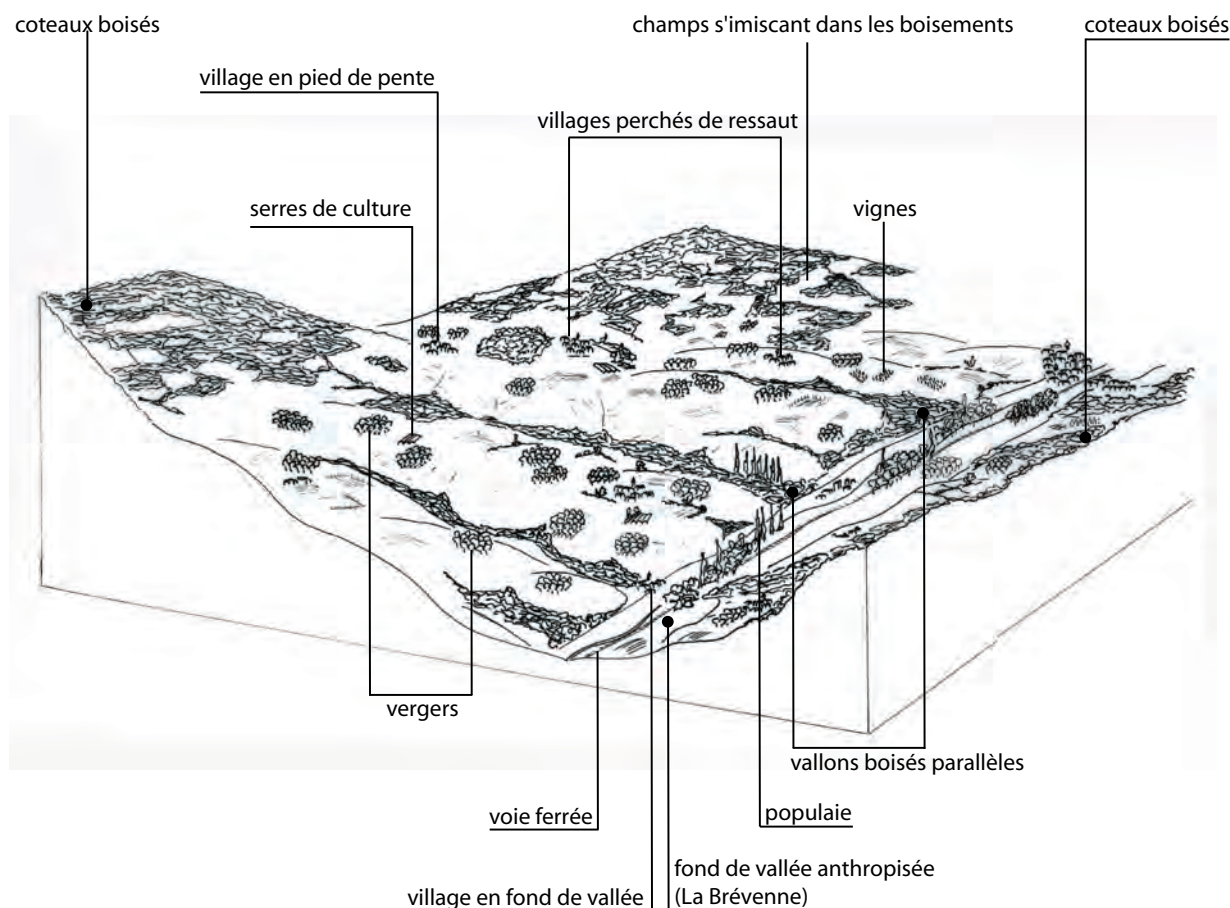 coteaux boisés
champs s'imiscant dans les boisements
coteaux boisés
village en pied de pente
villages perchés de ressaut
serres de culture
vignes
vergers
vallons boisés parallèles
voie ferrée
populaie
fond de vallée anthropisée
(La Brévenne)
village en fond de vallée